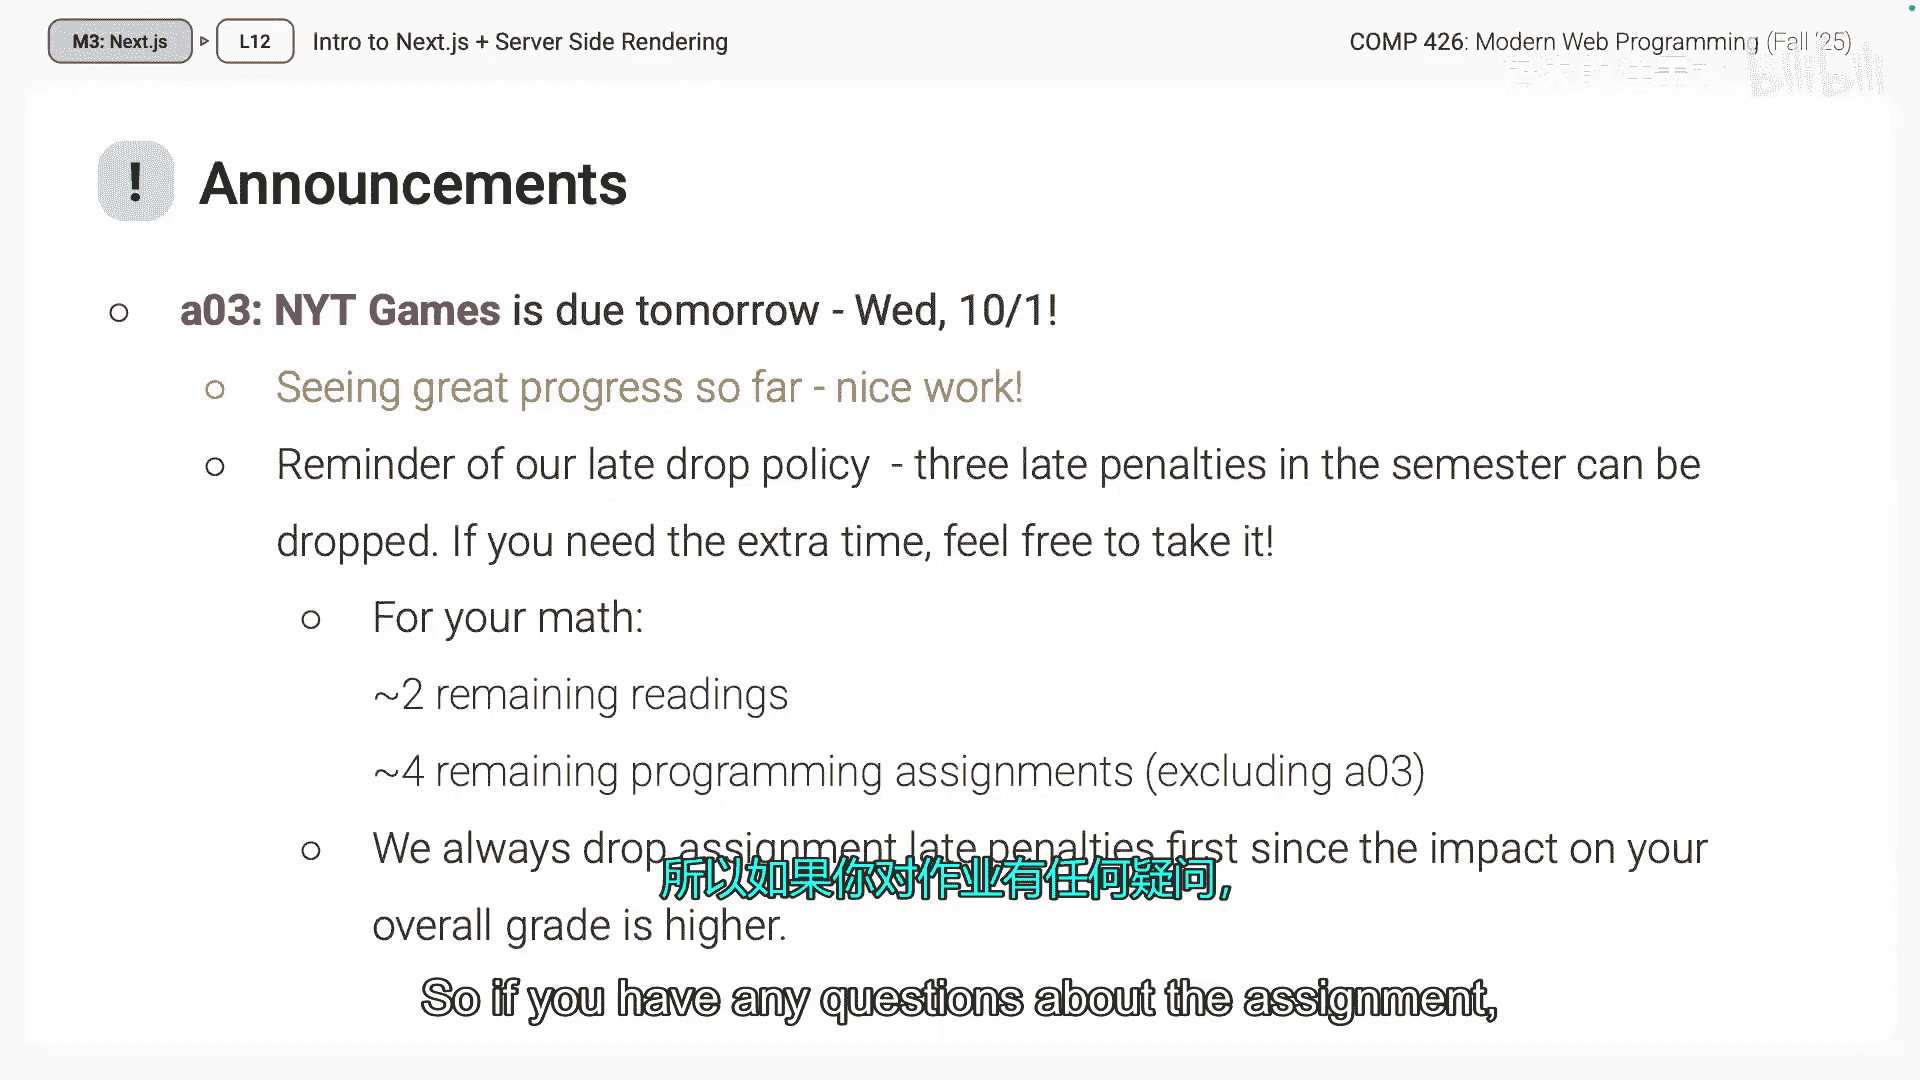 M3: Next.js L12 Intro to Next.js + Server Side Rendering
COMP 426: Modern Web Programming (Fall '25)
bilibili
! Announcements
a03: NYT Games is due tomorrow - Wed, 10/1!
Seeing great progress so far - nice work!
Reminder of our late drop policy - three late penalties in the semester can be
dropped. If you need the extra time, feel free to take it!
For your math:
~2 remaining readings
~4 remaining programming assignments (excluding a03)
We always drop assignment late penalties first since the impact on your
所以如果你对作业有任何疑问,
overall grade is higher.
So if you have any questions about the assignment,